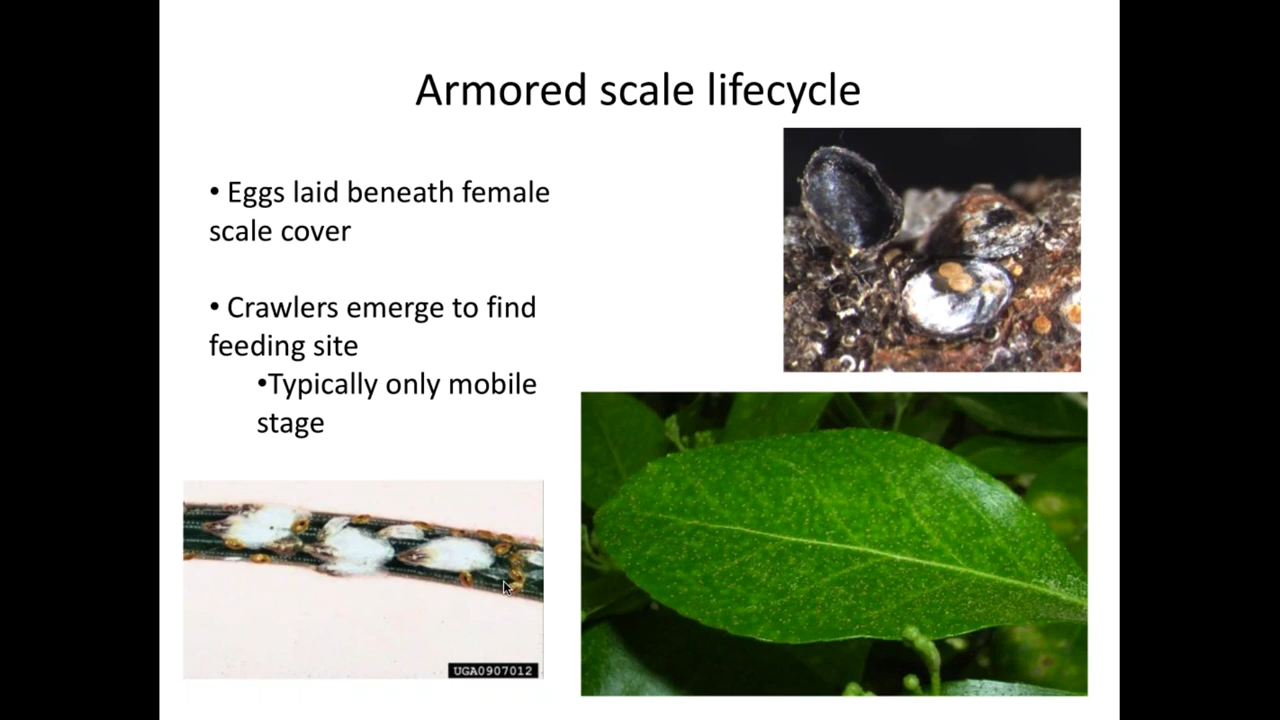 Armored scale lifecycle
• Eggs laid beneath female
scale cover
• Crawlers emerge to find
feeding site
•Typically only mobile
stage
UGA0907012